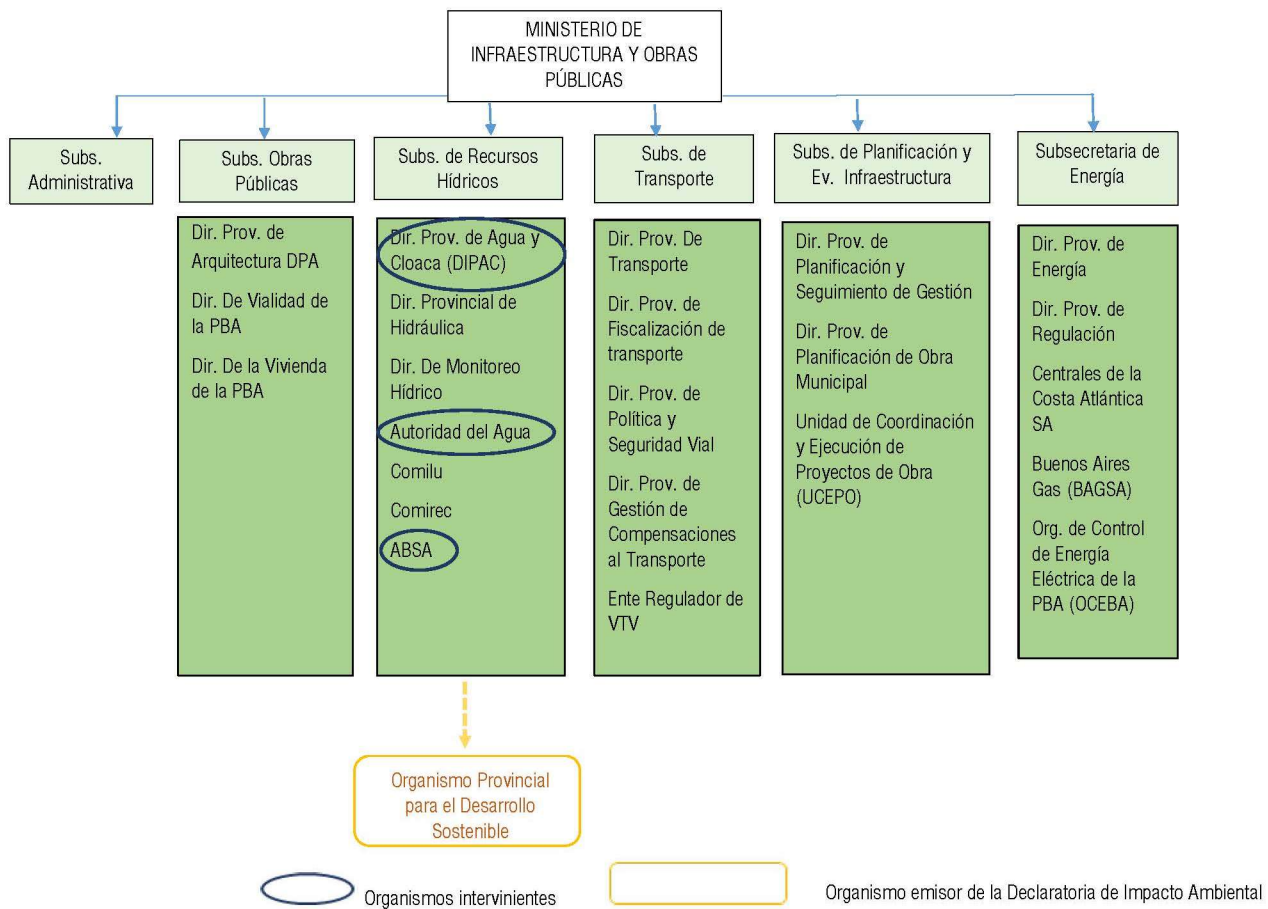 MINISTERIO DE
INFRAESTRUCTURA Y OBRAS
PÚBLICAS
Subs.
Administrativa
Subs. Obras
Públicas
Subs. de Recursos
Hídricos
Subs. de
Transporte
Subs. de Planificación y
Ev. Infraestructura
Subsecretaria de
Energía
Dir. Prov. de
Arquitectura DPA
Dir. De Vialidad de
la PBA
Dir. De la Vivienda
de la PBA
Dir. Prov. de Agua y
Cloaca (DIPAC)
Dir. Provincial de
Hidráulica
Dir. De Monitoreo
Hídrico
Autoridad del Agua
Comilu
Comirec
ABSA
Dir. Prov. De
Transporte
Dir. Prov. de
Fiscalización de
transporte
Dir. Prov. de
Política y
Seguridad Vial
Dir. Prov. de
Gestión de
Compensaciones
al Transporte
Ente Regulador de
VTV
Dir. Prov. de
Planificación y
Seguimiento de Gestión
Dir. Prov. de
Planificación de Obra
Municipal
Unidad de Coordinación
y Ejecución de
Proyectos de Obra
(UCEPO)
Dir. Prov. de
Energía
Dir. Prov. de
Regulación
Centrales de la
Costa Atlántica
SA
Buenos Aires
Gas (BAGSA)
Org. de Control
de Energía
Eléctrica de la
PBA (OCEBA)
Organismo Provincial
para el Desarrollo
Sostenible
Organismos intervinientes
Organismo emisor de la Declaratoria de Impacto Ambiental